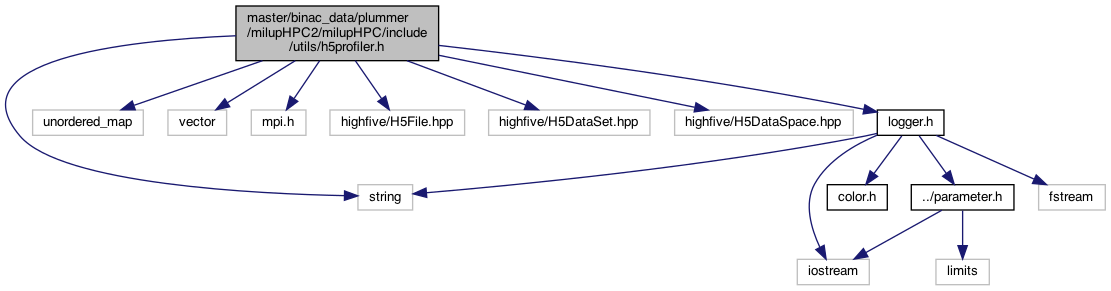 master/binac_data/plummer
/milupHPC2/milupHPC/include
/utils/h5profiler.h
unordered_map
vector
mpi.h
highfive/H5File.hpp
highfive/H5DataSet.hpp
highfive/H5DataSpace.hpp
logger.h
string
color.h
../parameter.h
fstream
iostream
limits